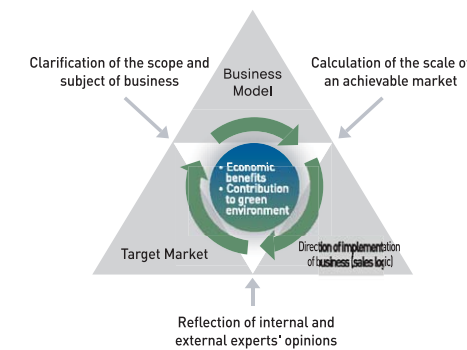 Clarification of the scope and
subject of business
Calculation of the scale of
an achievable market
Business
Model
• Economic
benefits
• Contribution
to green
environment
Target Market
Direction of implementation
of business (sales logic)
Reflection of internal and
external experts' opinions